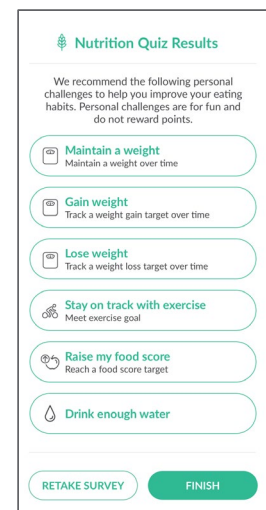 Nutrition Quiz Results
We recommend the following personal
challenges to help you improve your eating
habits. Personal challenges are for fun and
do not reward points.
Maintain a weight
Maintain a weight over time
Gain weight
Track a weight gain target over time
Lose weight
Track a weight loss target over time
Stay on track with exercise
Meet exercise goal
Raise my food score
Reach a food score target
Drink enough water
RETAKE SURVEY
FINISH